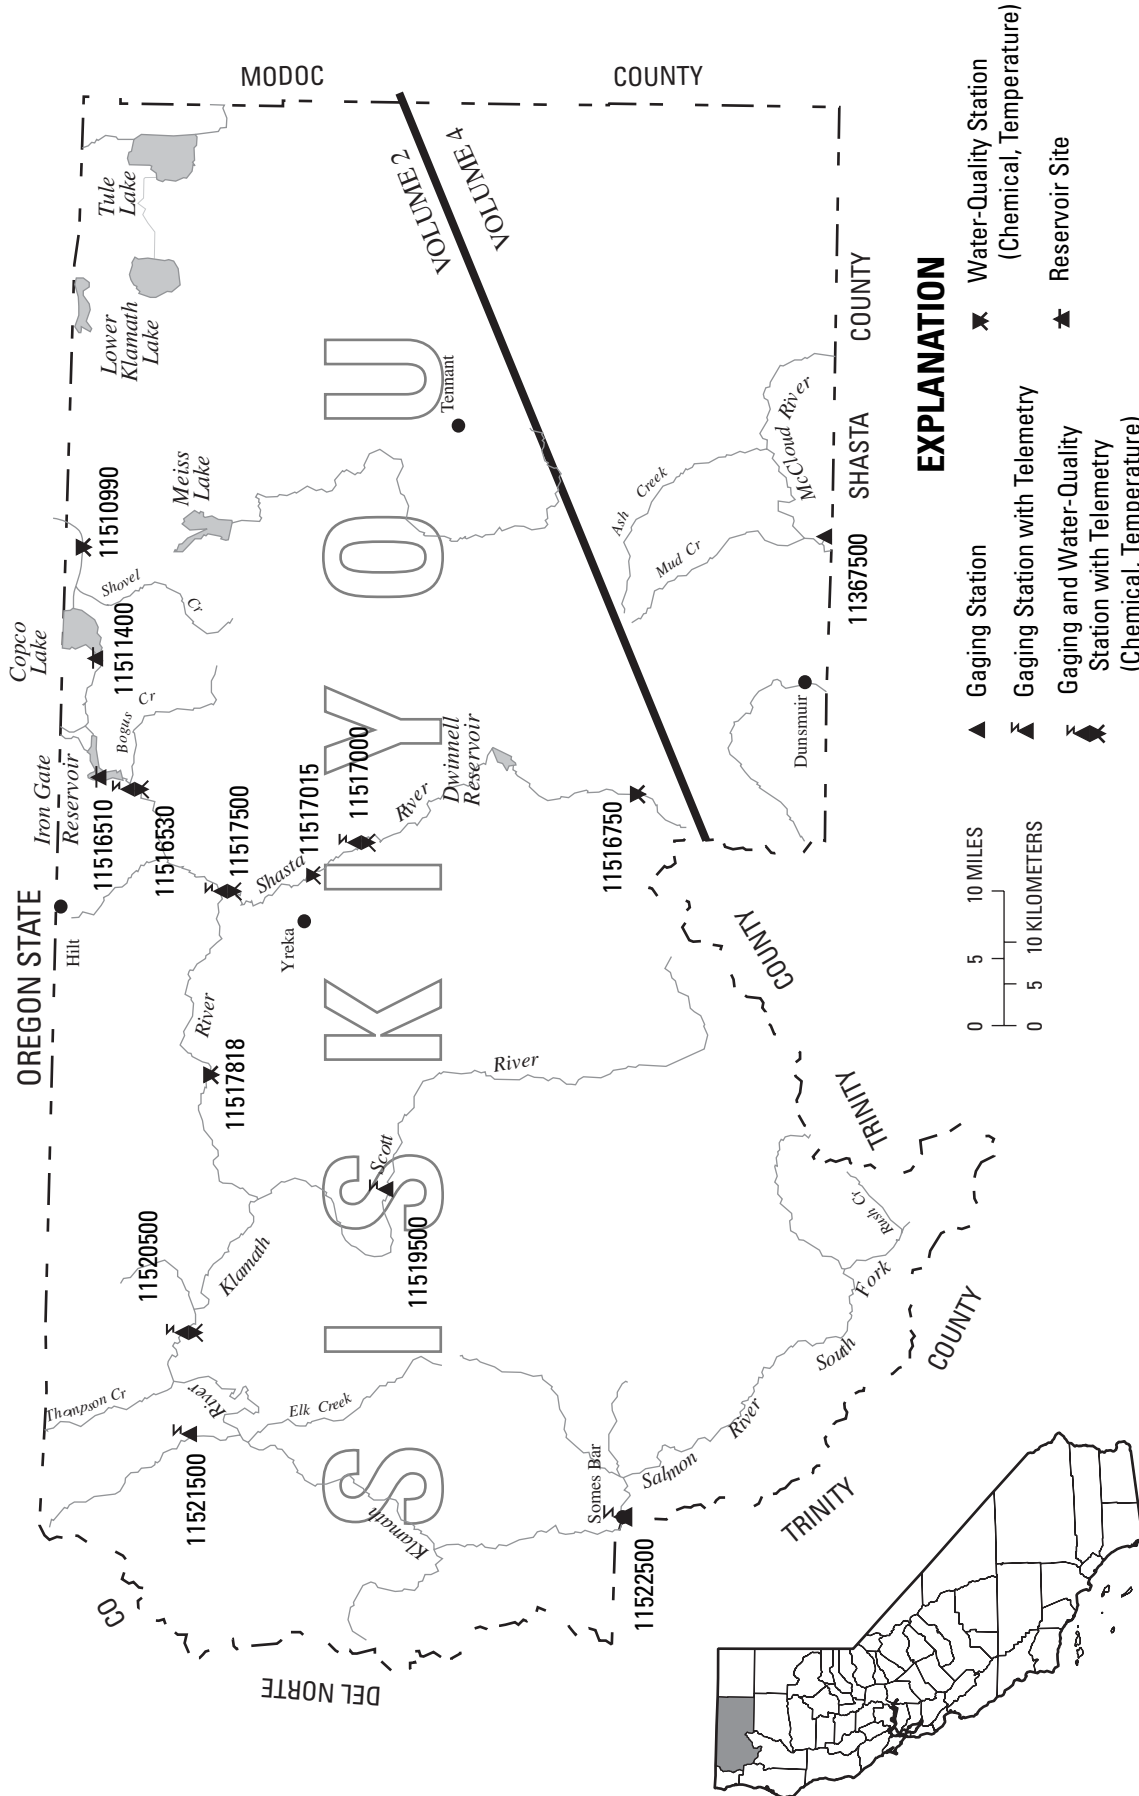 OREGON STATE
MODOC
COUNTY
DEL NORTE
CO
Hilt
Iron Gate
Reservoir
Copco
Lake
Lower
Klamath
Lake
Tule
Lake
Meiss
Lake
Thompson Cr
11521500
11520500
River
Klamath
River
Elk Creek
11517818
11516510
11516530
11517500
11517015
11517000
11511400
11510990
Bogus
Cr
Shovel
Cr
Yreka
Shasta
River
Dwinnell
Reservoir
SISKIYOU
Scott
River
11519500
Klamath
Tennant
VOLUME 2
VOLUME 4
Somes Bar
11522500
Salmon
River
South
Fork
Rush Cr
11516750
Dunsmuir
Ash
Creek
Mud Cr
McCloud River
11367500
SHASTA
COUNTY
TRINITY
COUNTY
TRINITY
COUNTY
0 5 10 MILES
0 5 10 KILOMETERS
EXPLANATION
Gaging Station
Gaging Station with Telemetry
Gaging and Water-Quality
Station with Telemetry
(Chemical, Temperature)
Water-Quality Station
(Chemical, Temperature)
Reservoir Site